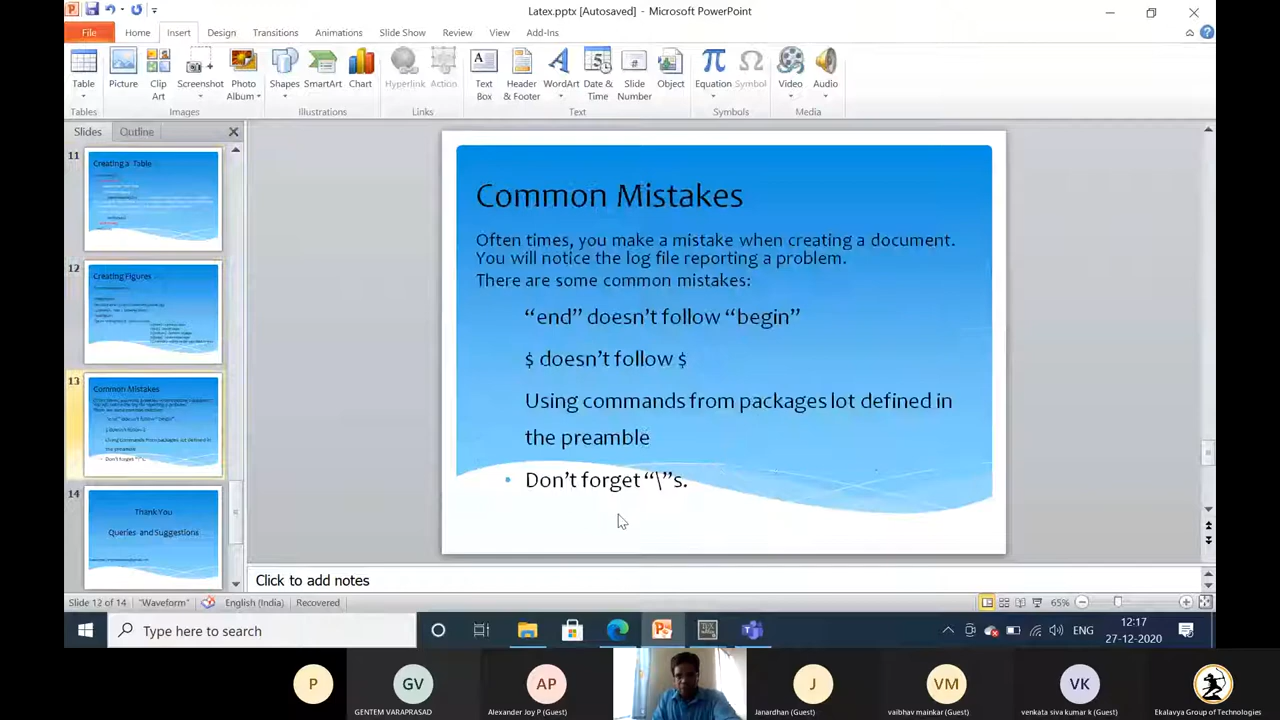 Latex.pptx [Autosaved] - Microsoft PowerPoint
File Home Insert Design Transitions Animations Slide Show Review View Add-Ins
Table Picture Clip Art Screenshot Photo Album Shapes SmartArt Chart Hyperlink Action Text Box Header & Footer WordArt Date & Time Slide Number Object Equation Symbol Video Audio
Tables Images Illustrations Links Text Symbols Media
Slides Outline
11
Creating a Table
12
Creating Figures
13
Common Mistakes
14
Thank You
Queries and Suggestions
Common Mistakes
Often times, you make a mistake when creating a document.
You will notice the log file reporting a problem.
There are some common mistakes:
“end” doesn’t follow “begin”
$ doesn’t follow $
Using commands from packages lot defined in
the preamble
• Don’t forget “\”s.
Click to add notes
Slide 12 of 14 "Waveform" English (India) Recovered 65%
Type here to search
ENG
12:17
27-12-2020
P GV AP J VM VK
GENTEM VARAPRASAD Alexander Joy P (Guest) Janardhan (Guest) vaibhav mainkar (Guest) venkata siva kumar k (Guest) Ekalavya Group of Technologies